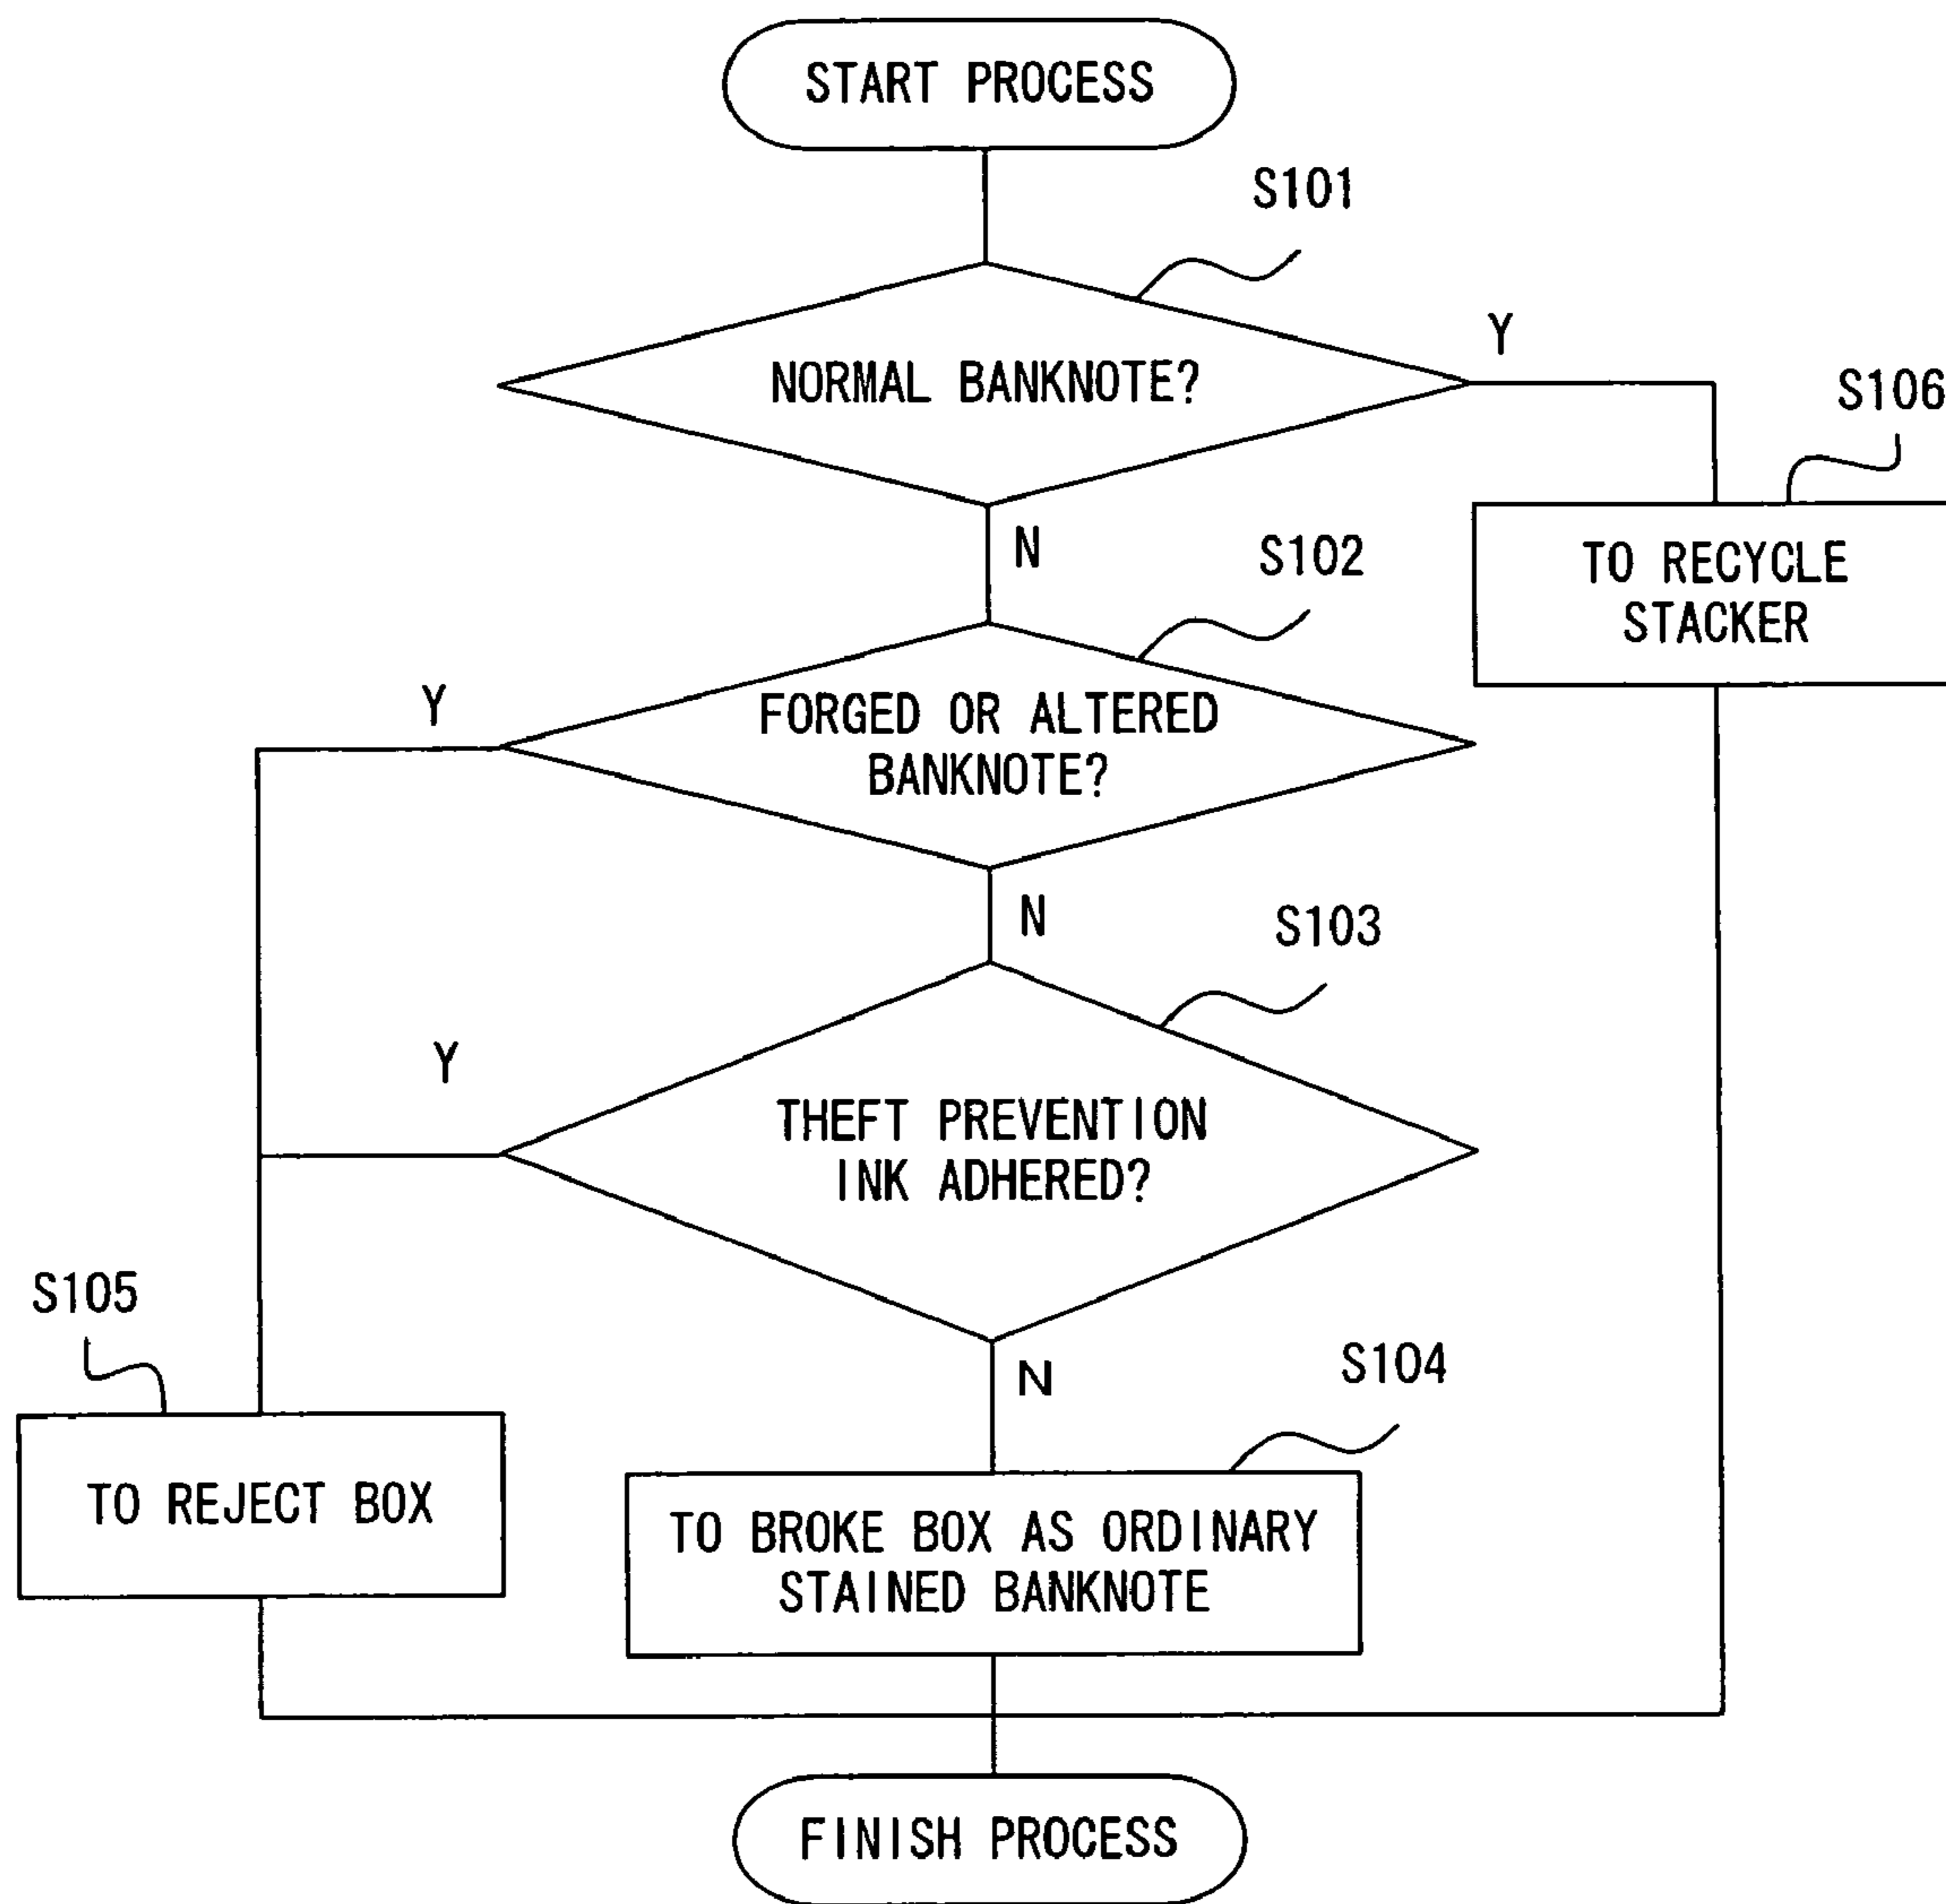 START PROCESS
S101
NORMAL BANKNOTE?
Y
S106
N
TO RECYCLE
STACKER
S102
Y
FORGED OR ALTERED
BANKNOTE?
N
S103
Y
THEFT PREVENTION
INK ADHERED?
S105
N
S104
TO REJECT BOX
TO BROKE BOX AS ORDINARY
STAINED BANKNOTE
FINISH PROCESS